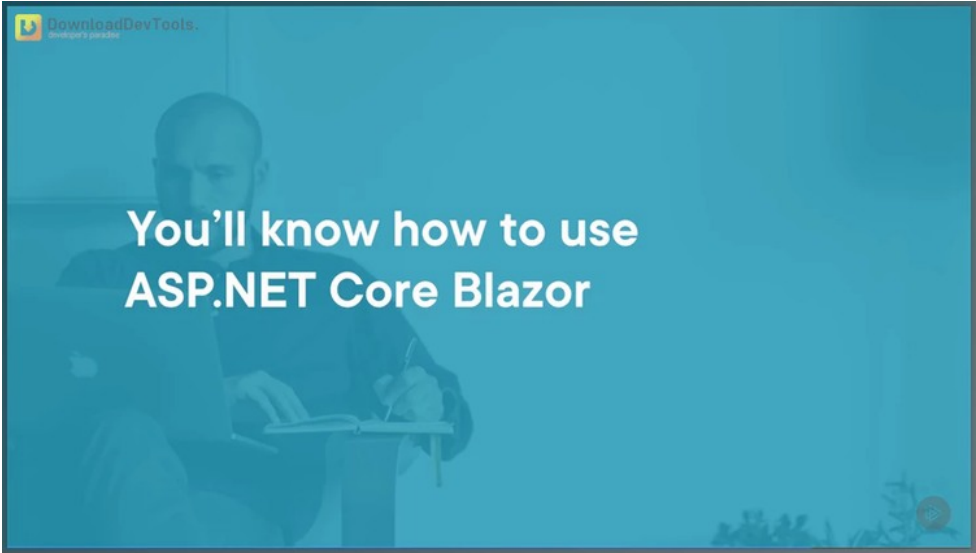 DownloadDevTools.
developer's paradise
You'll know how to use
ASP.NET Core Blazor